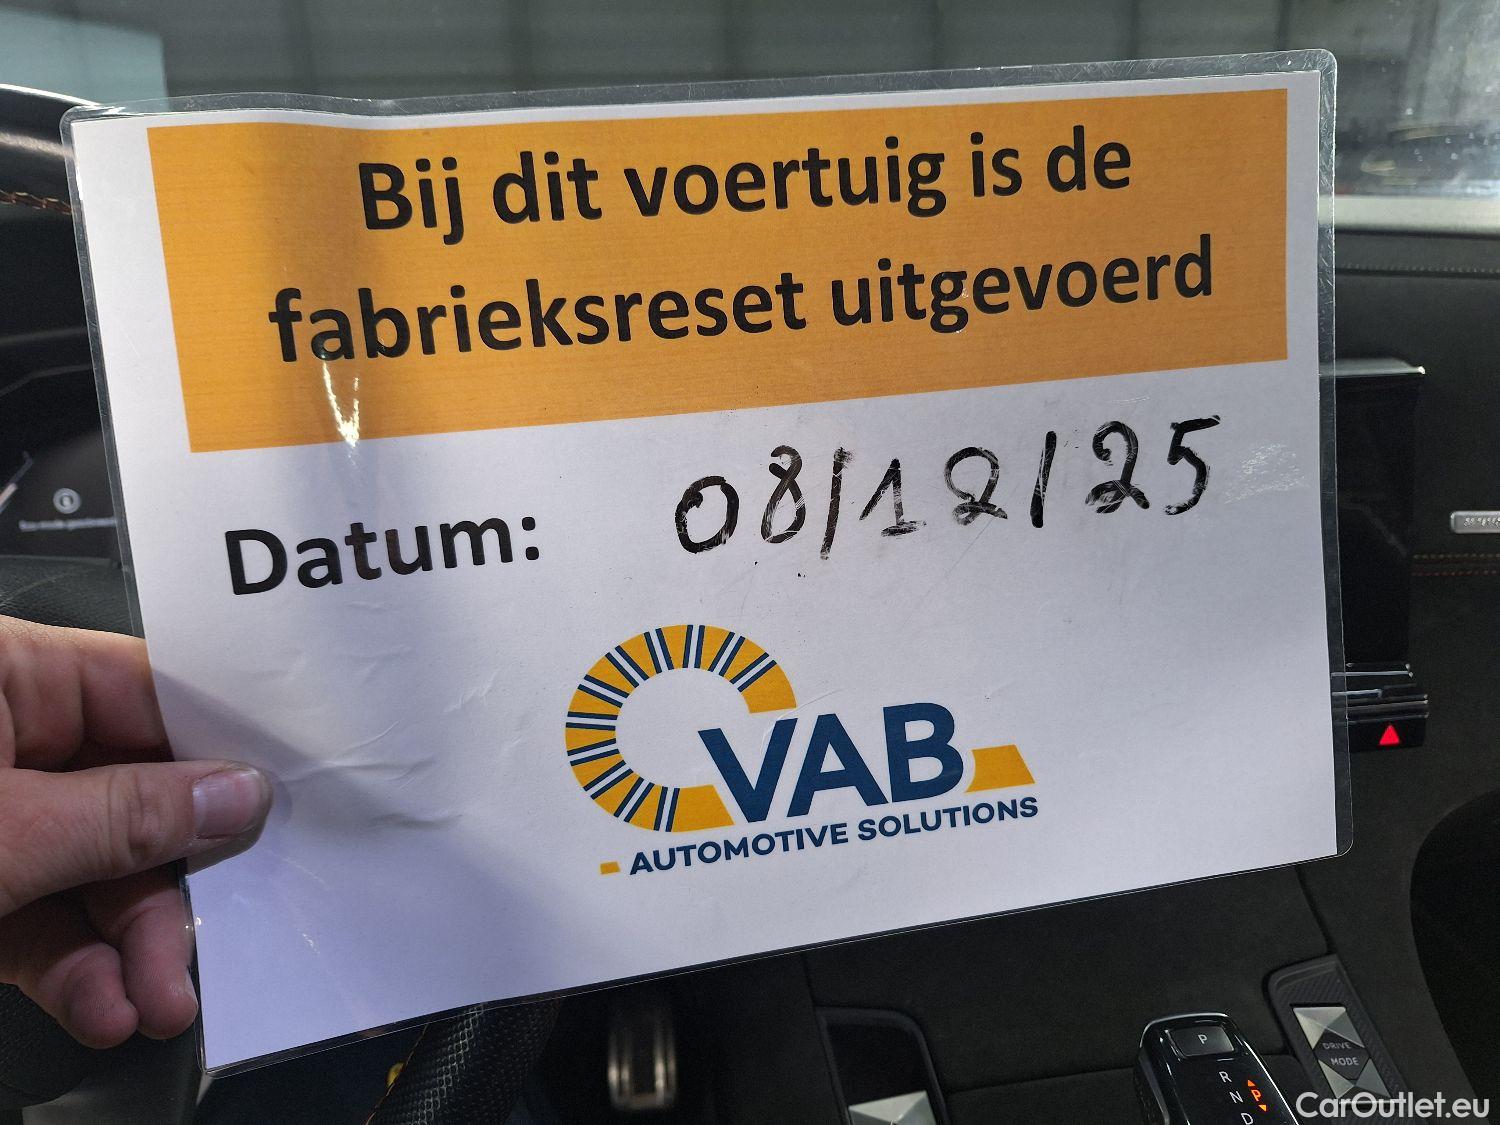 Bij dit voertuig is de
fabrieksreset uitgevoerd
Datum: 08/12/25
VAB
AUTOMOTIVE SOLUTIONS
P
R
N
D
P
DRIVE
MODE
CarOutlet.eu